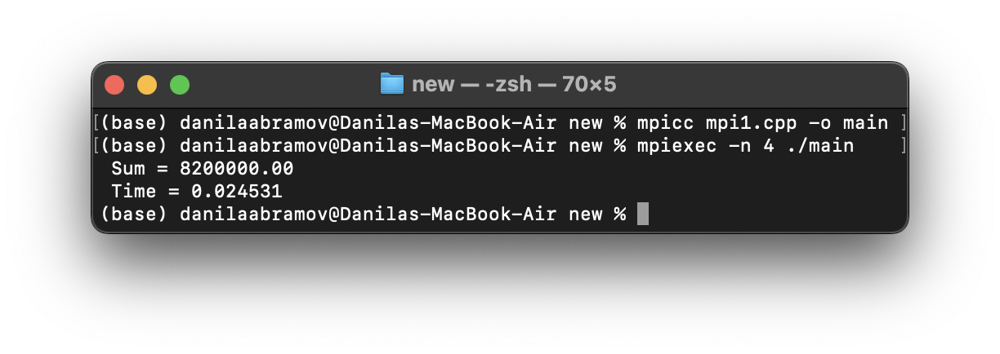 new — -zsh — 70×5
[(base) danilaabramov@Danilas-MacBook-Air new % mpicc mpi1.cpp -o main ]
[(base) danilaabramov@Danilas-MacBook-Air new % mpiexec -n 4 ./main ]
Sum = 8200000.00
Time = 0.024531
(base) danilaabramov@Danilas-MacBook-Air new %